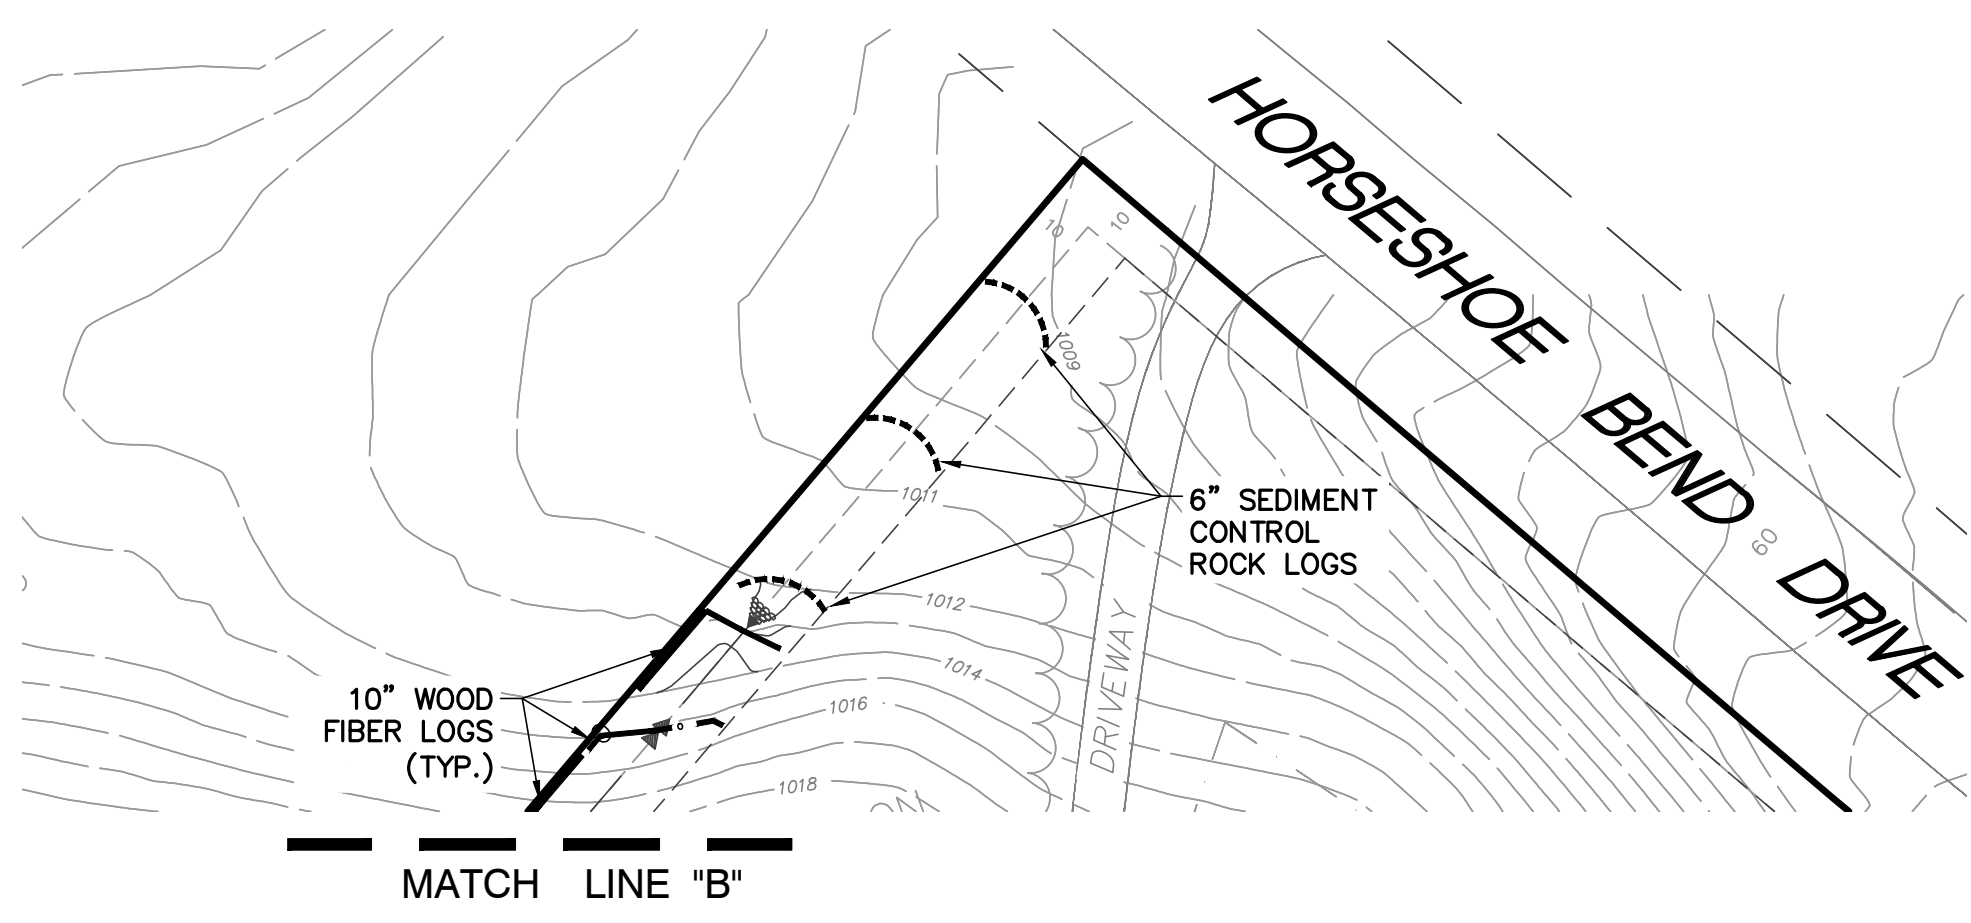 HORSESHOE BEND DRIVE
10
10
1009
1011
6” SEDIMENT
CONTROL
ROCK LOGS
60
1012
1014
1016
1018
DRIVEWAY
10” WOOD
FIBER LOGS
(TYP.)
MATCH LINE "B"